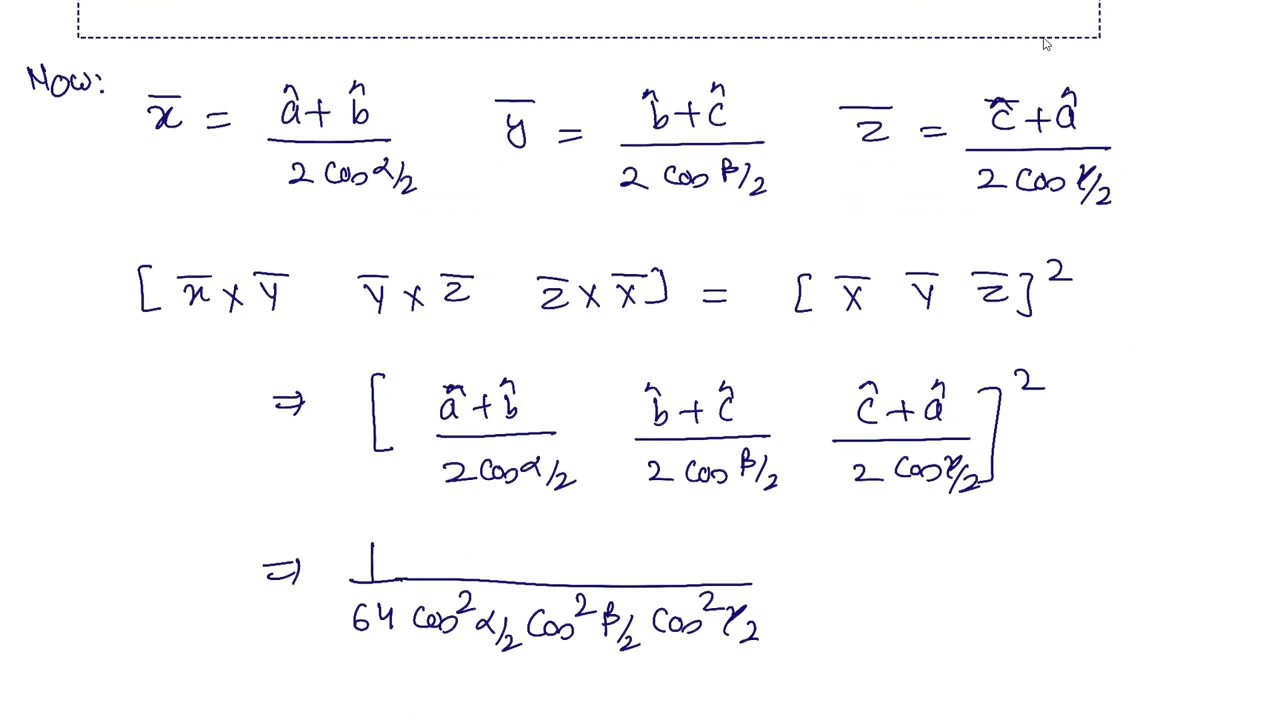 Now: x̄ = (â + b̂)/(2 cos α/2)  ȳ = (b̂ + ĉ)/(2 cos β/2)  z̄ = (ĉ + â)/(2 cos γ/2)
[ x̄ × ȳ  ȳ × z̄  z̄ × x̄ ] = [ x̄ ȳ z̄ ]²
⇒ [ (â + b̂)/(2 cos α/2)  (b̂ + ĉ)/(2 cos β/2)  (ĉ + â)/(2 cos γ/2) ]²
⇒ 1/(64 cos² α/2 cos² β/2 cos² γ/2)